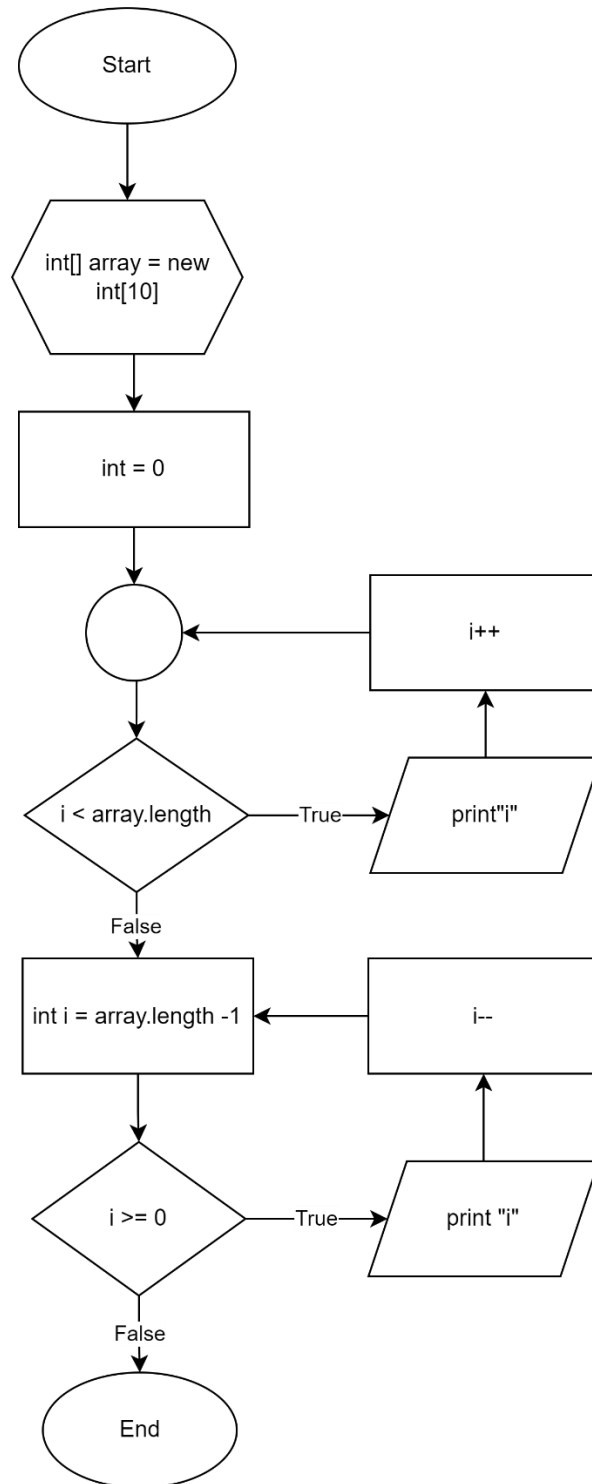 Start
int[] array = new
int[10]
int = 0
i++
i < array.length
True
print"i"
False
int i = array.length -1
i--
i >= 0
True
print "i"
False
End